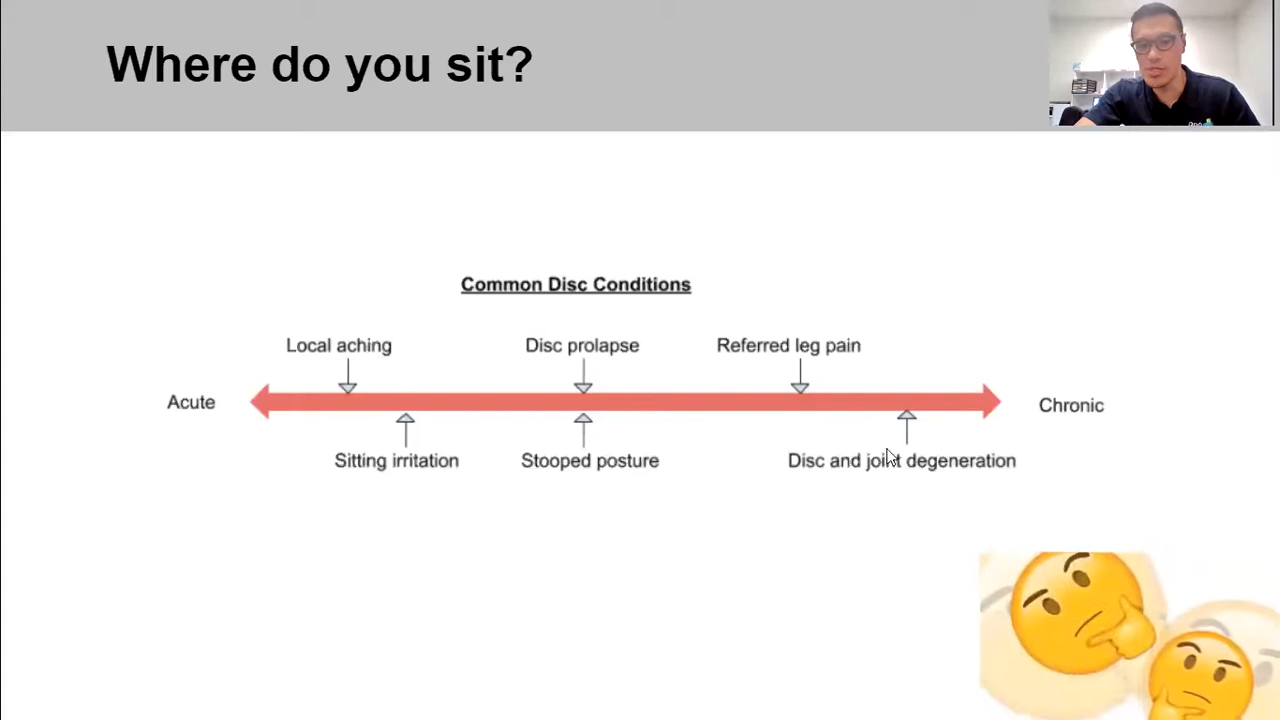 Where do you sit?
Common Disc Conditions
Local aching
Disc prolapse
Referred leg pain
Acute
Chronic
Sitting irritation
Stooped posture
Disc and joint degeneration